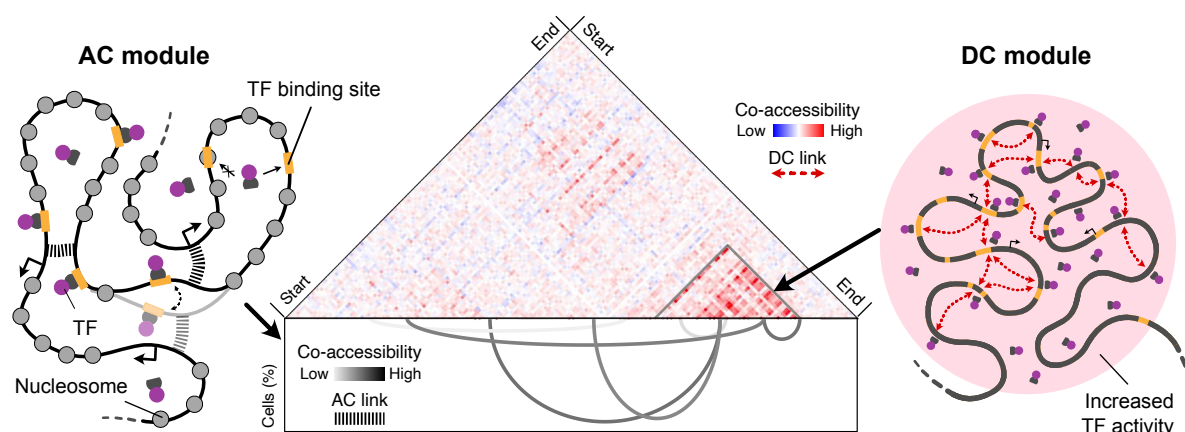 AC module
TF binding site
TF
Nucleosome
End
Start
Start
End
Co-accessibility
Low
High
DC link
Cells (%)
Co-accessibility
Low
High
AC link
DC module
Increased
TF activity